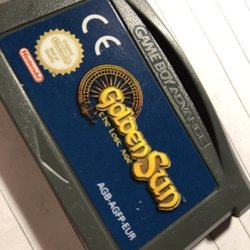 GAME BOY ADVANCE
CE
Nintendo
Golden Sun
The Lost Age
AGB-AGFP-EUR